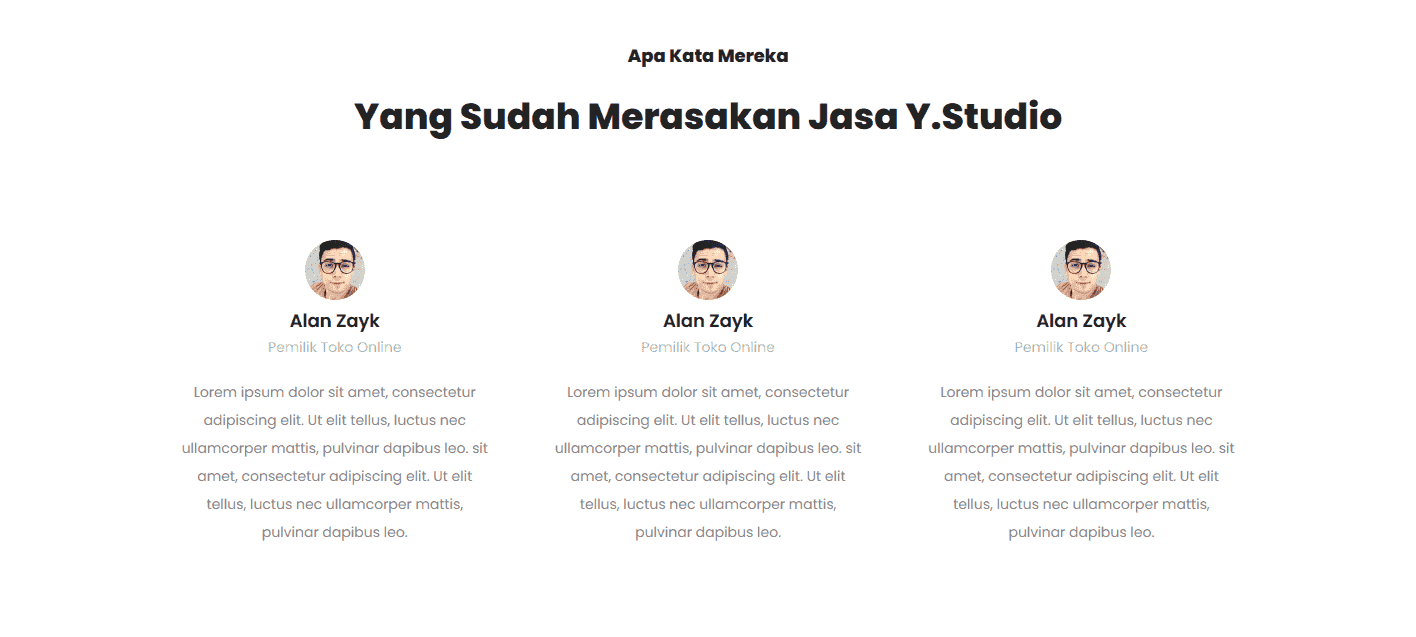 Apa Kata Mereka
Yang Sudah Merasakan Jasa Y.Studio
Alan Zayk
Pemilik Toko Online
Lorem ipsum dolor sit amet, consectetur
adipiscing elit. Ut elit tellus, luctus nec
ullamcorper mattis, pulvinar dapibus leo. sit
amet, consectetur adipiscing elit. Ut elit
tellus, luctus nec ullamcorper mattis,
pulvinar dapibus leo.
Alan Zayk
Pemilik Toko Online
Lorem ipsum dolor sit amet, consectetur
adipiscing elit. Ut elit tellus, luctus nec
ullamcorper mattis, pulvinar dapibus leo. sit
amet, consectetur adipiscing elit. Ut elit
tellus, luctus nec ullamcorper mattis,
pulvinar dapibus leo.
Alan Zayk
Pemilik Toko Online
Lorem ipsum dolor sit amet, consectetur
adipiscing elit. Ut elit tellus, luctus nec
ullamcorper mattis, pulvinar dapibus leo. sit
amet, consectetur adipiscing elit. Ut elit
tellus, luctus nec ullamcorper mattis,
pulvinar dapibus leo.